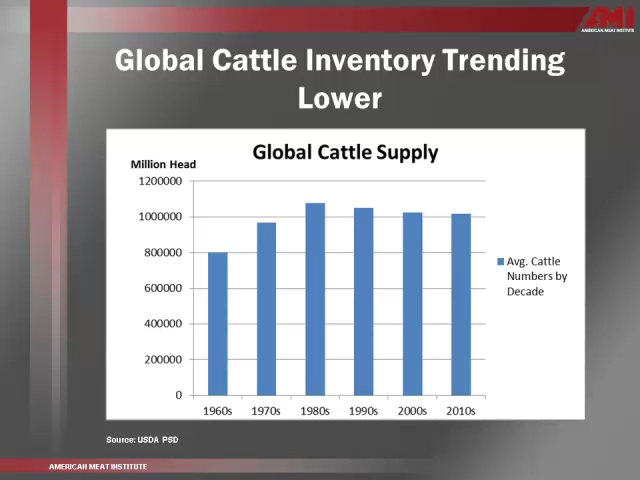 AMI
AMERICAN MEAT INSTITUTE
Global Cattle Inventory Trending
Lower
Global Cattle Supply
Million Head
1200000
1000000
800000
600000
400000
200000
0
1960s 1970s 1980s 1990s 2000s 2010s
Avg. Cattle
Numbers by
Decade
Source: USDA PSD
AMERICAN MEAT INSTITUTE